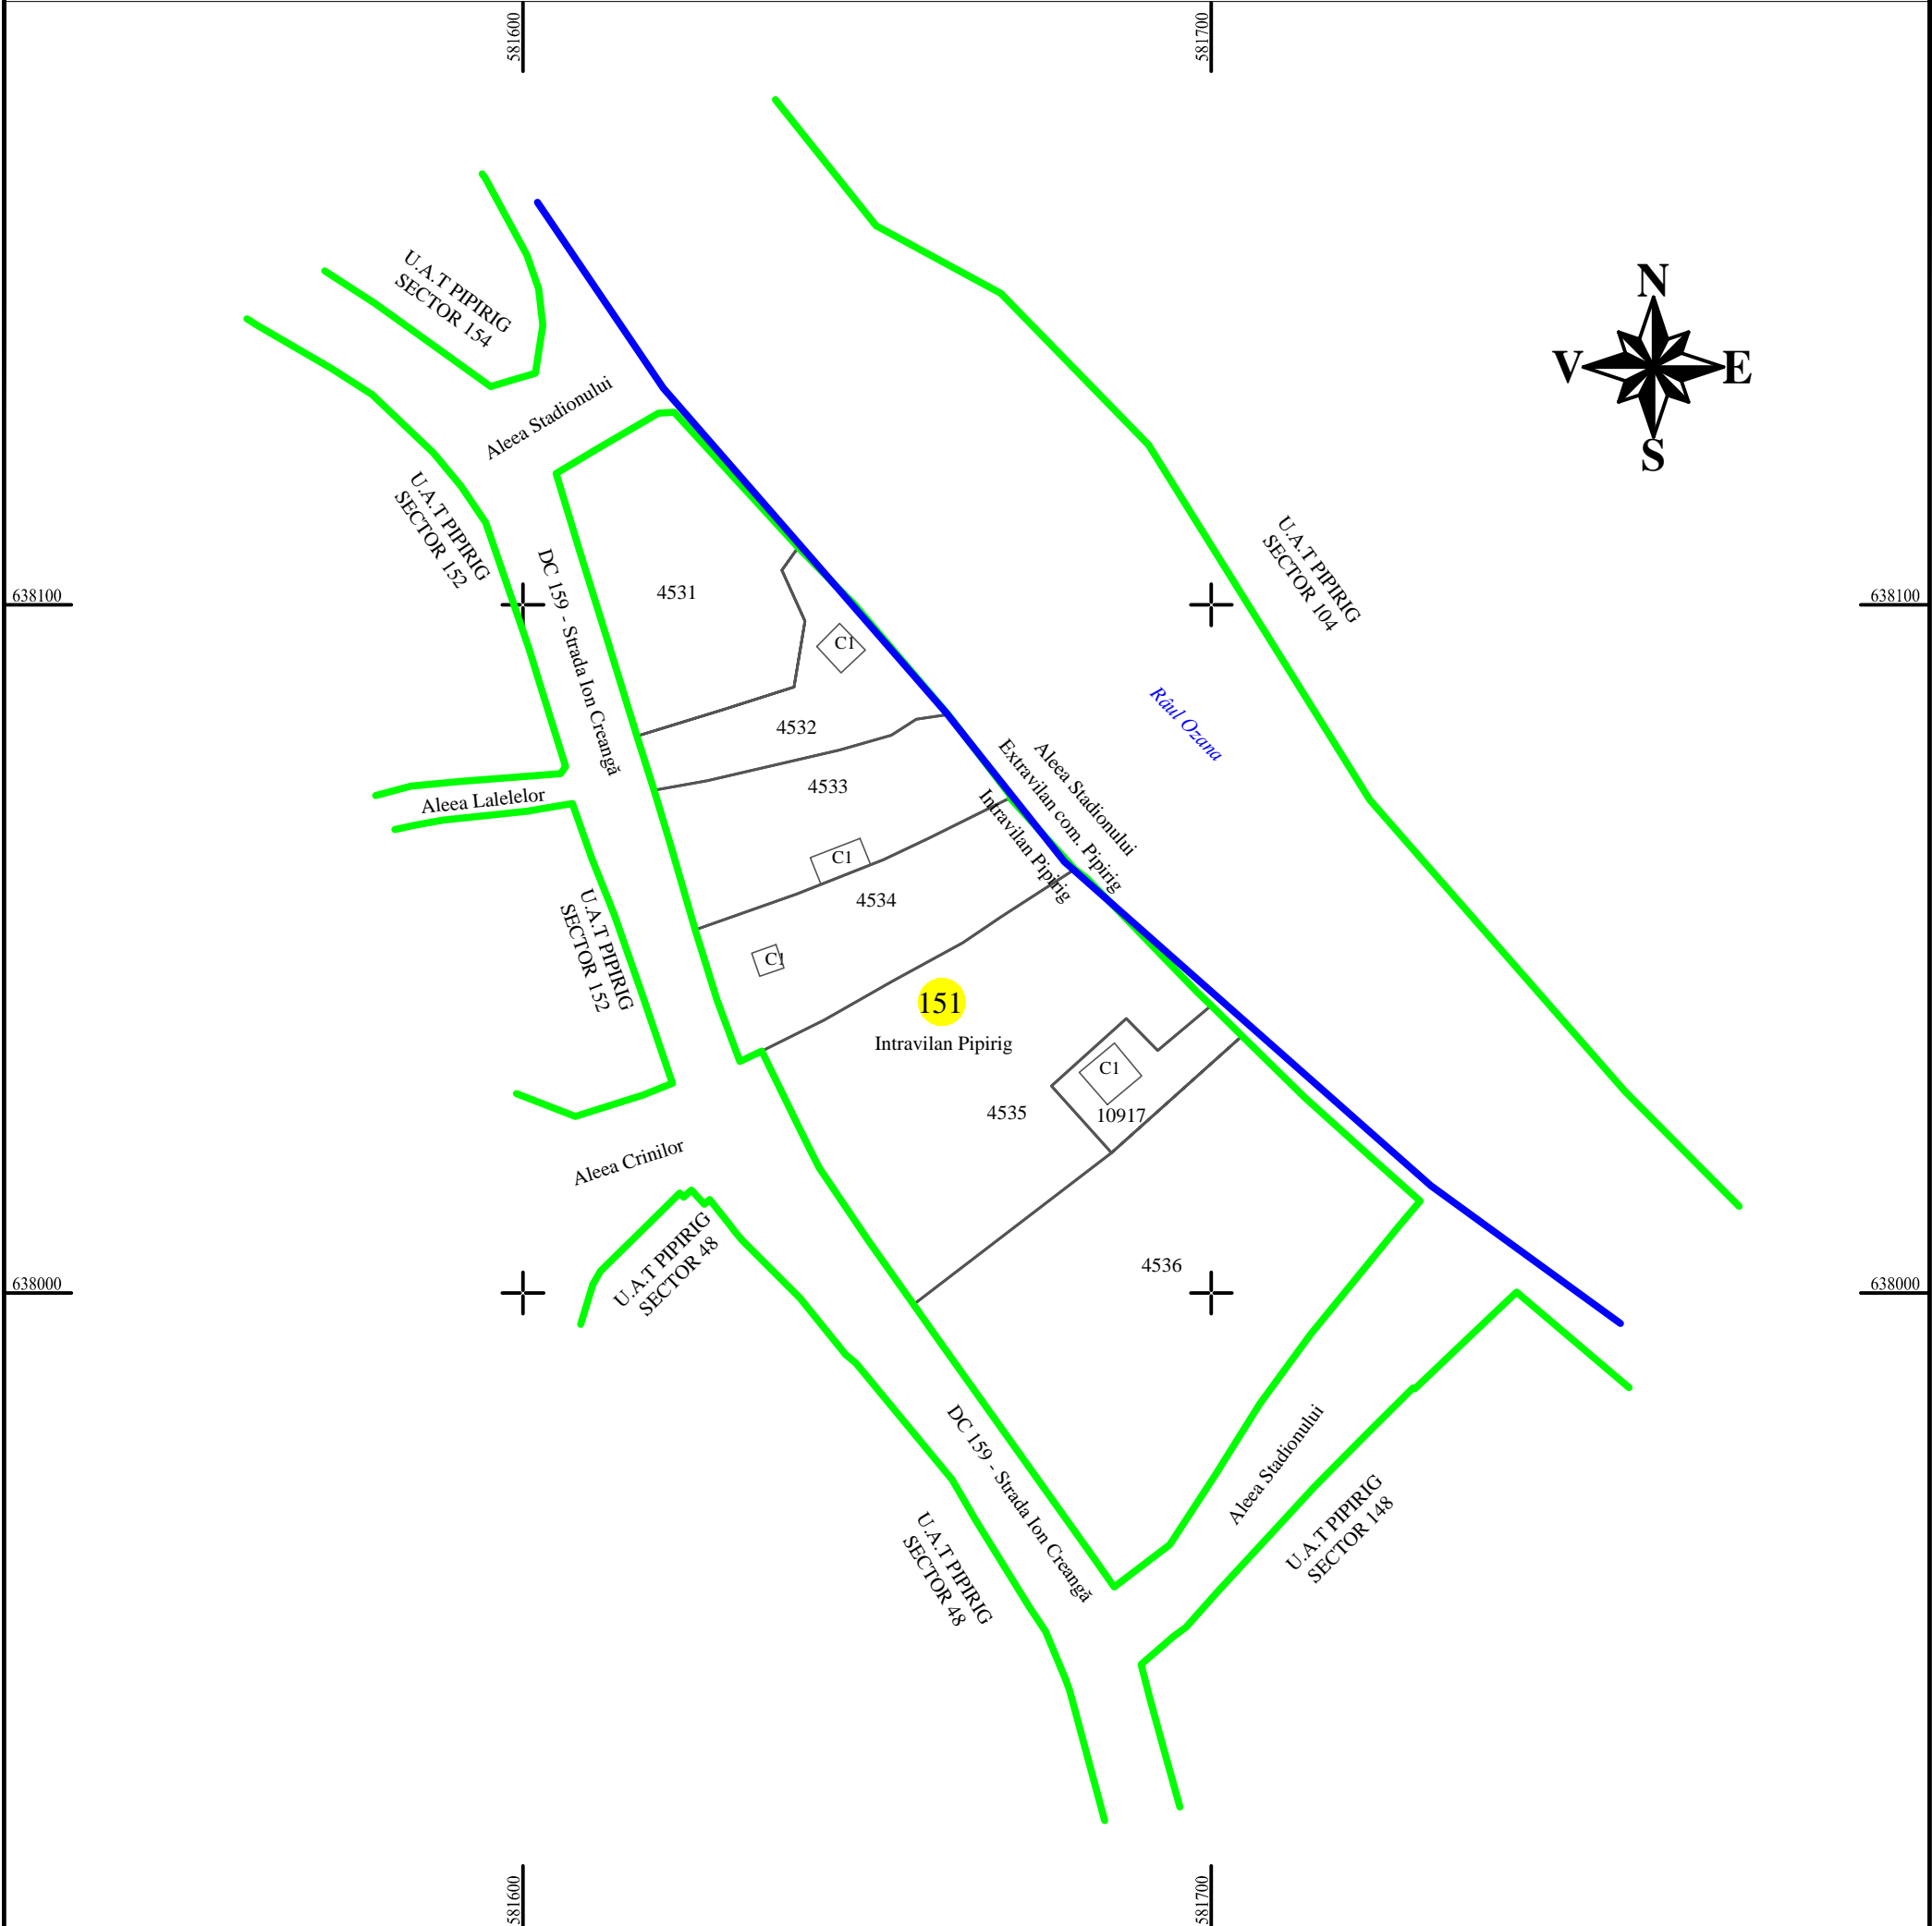 581600
581700
N
V
E
S
U.A.T PIPIRIG
SECTOR 154
Aleea Stadionului
U.A.T PIPIRIG
SECTOR 152
U.A.T PIPIRIG
SECTOR 104
638100
638100
DC 159 - Strada Ion Creangă
4531
C1
Râul Ozana
4532
4533
Aleea Stadionului
Extravilan com. Pipirig
Intravilan Pipirig
Aleea Lalelelor
C1
4534
U.A.T PIPIRIG
SECTOR 152
C1
151
Intravilan Pipirig
C1
4535
10917
Aleea Crinilor
U.A.T PIPIRIG
SECTOR 48
4536
638000
638000
DC 159 - Strada Ion Creangă
Aleea Stadionului
U.A.T PIPIRIG
SECTOR 148
U.A.T PIPIRIG
SECTOR 48
581600
581700